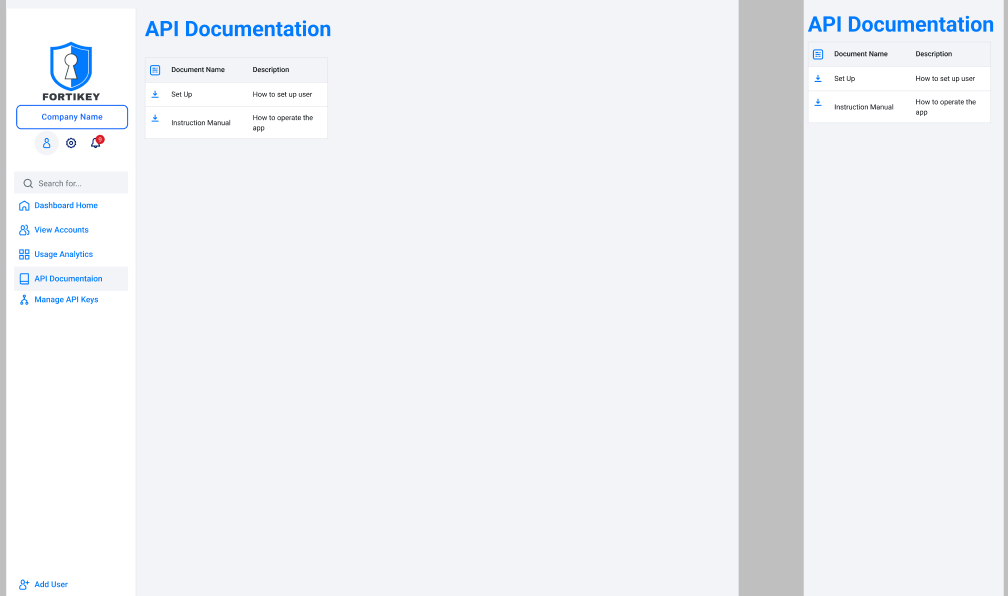 FORTIKEY
Company Name
Search for...
Dashboard Home
View Accounts
Usage Analytics
API Documentaion
Manage API Keys
Add User
API Documentation
Document Name Description
Set Up How to set up user
Instruction Manual How to operate the
app
API Documentation
Document Name Description
Set Up How to set up user
Instruction Manual How to operate the
app